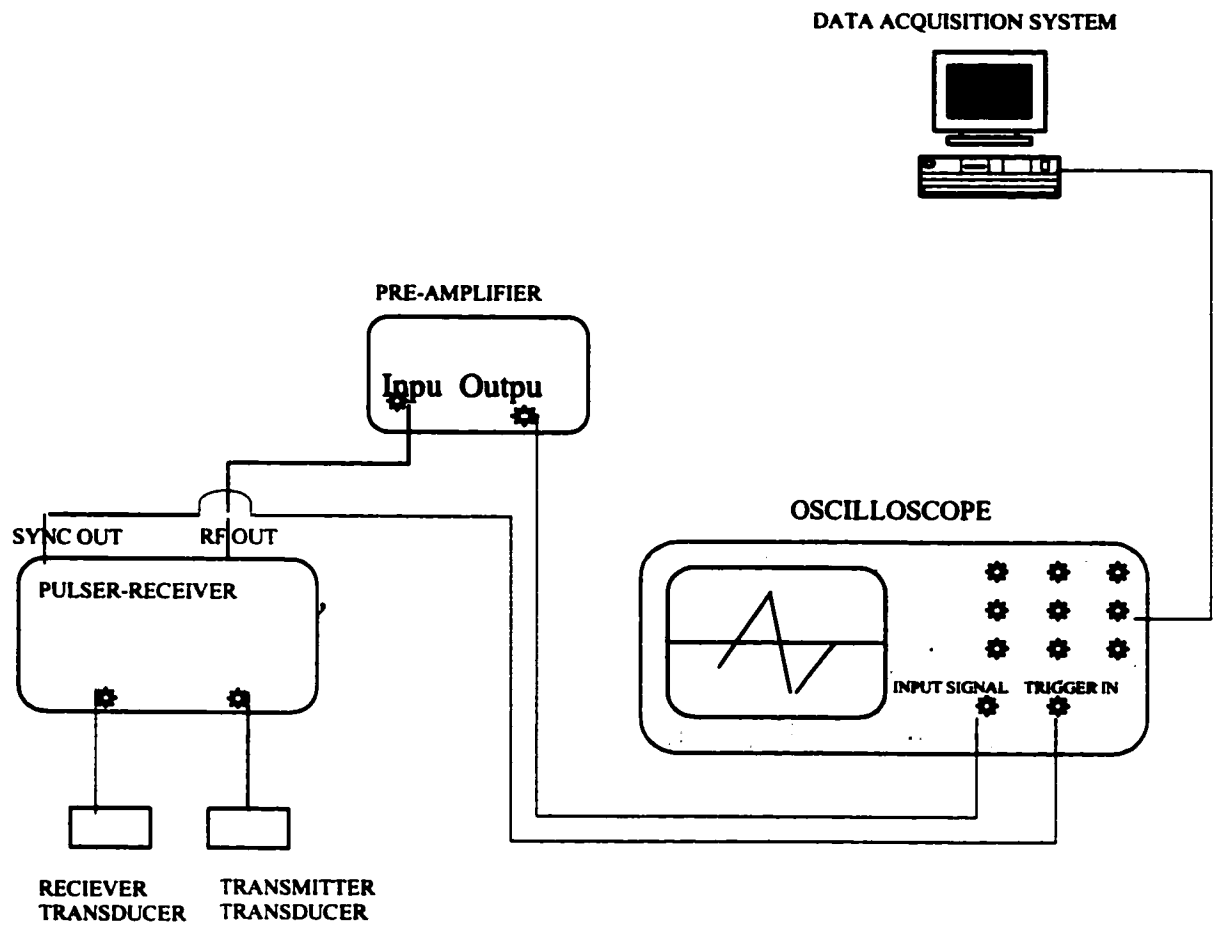 DATA ACQUISITION SYSTEM
PRE-AMPLIFIER
Inpu Outpu
SYNC OUT RF OUT
PULSER-RECEIVER
OSCILLOSCOPE
INPUT SIGNAL TRIGGER IN
RECIEVER
TRANSDUCER
TRANSMITTER
TRANSDUCER